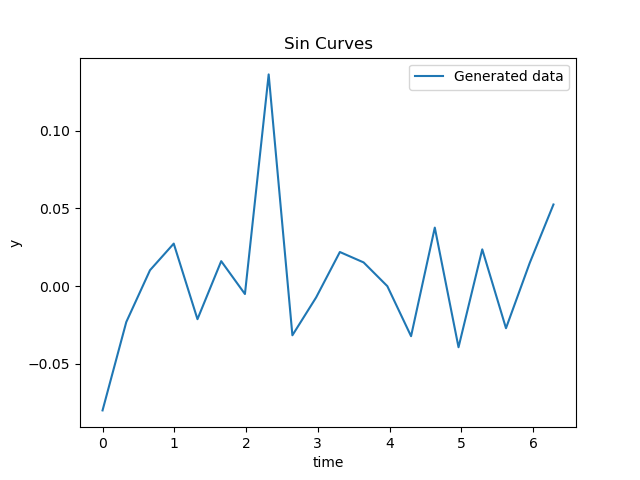 Sin Curves
Generated data
0.10
0.05
0.00
−0.05
y
0 1 2 3 4 5 6
time